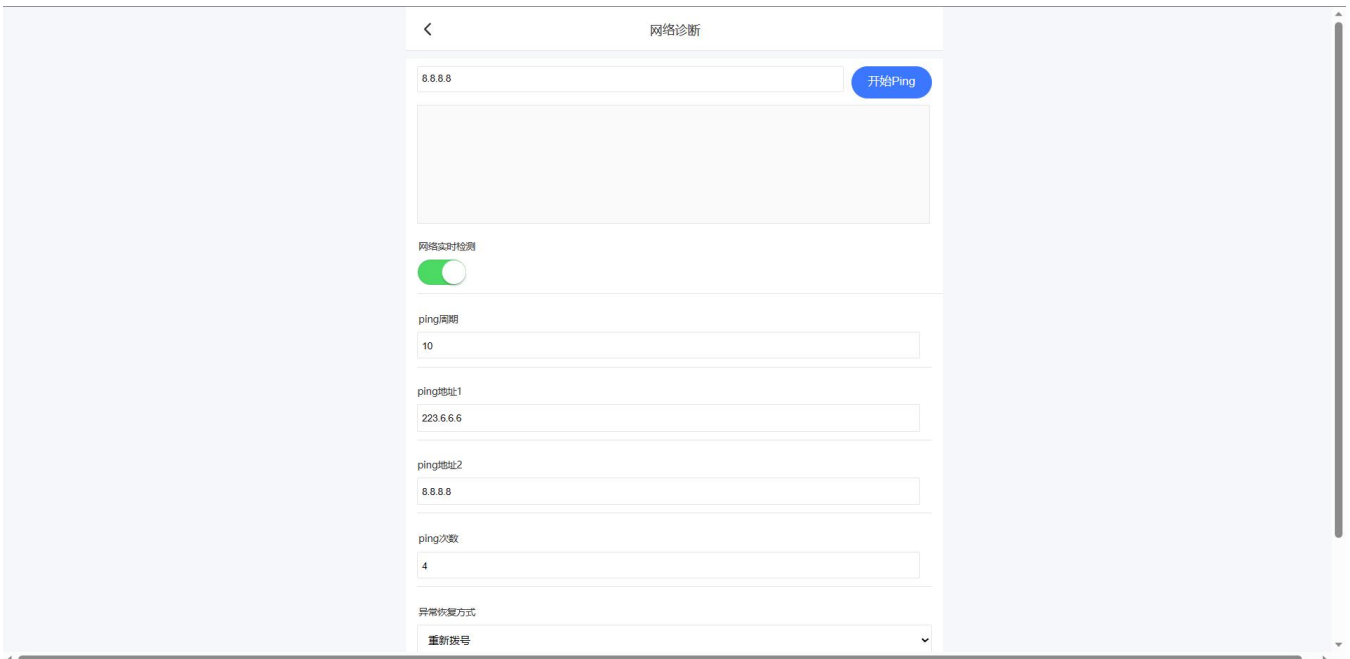 网络诊断
8.8.8.8
开始Ping
网络实时检测
ping周期
10
ping地址1
223.6.6.6
ping地址2
8.8.8.8
ping次数
4
异常恢复方式
重新拨号